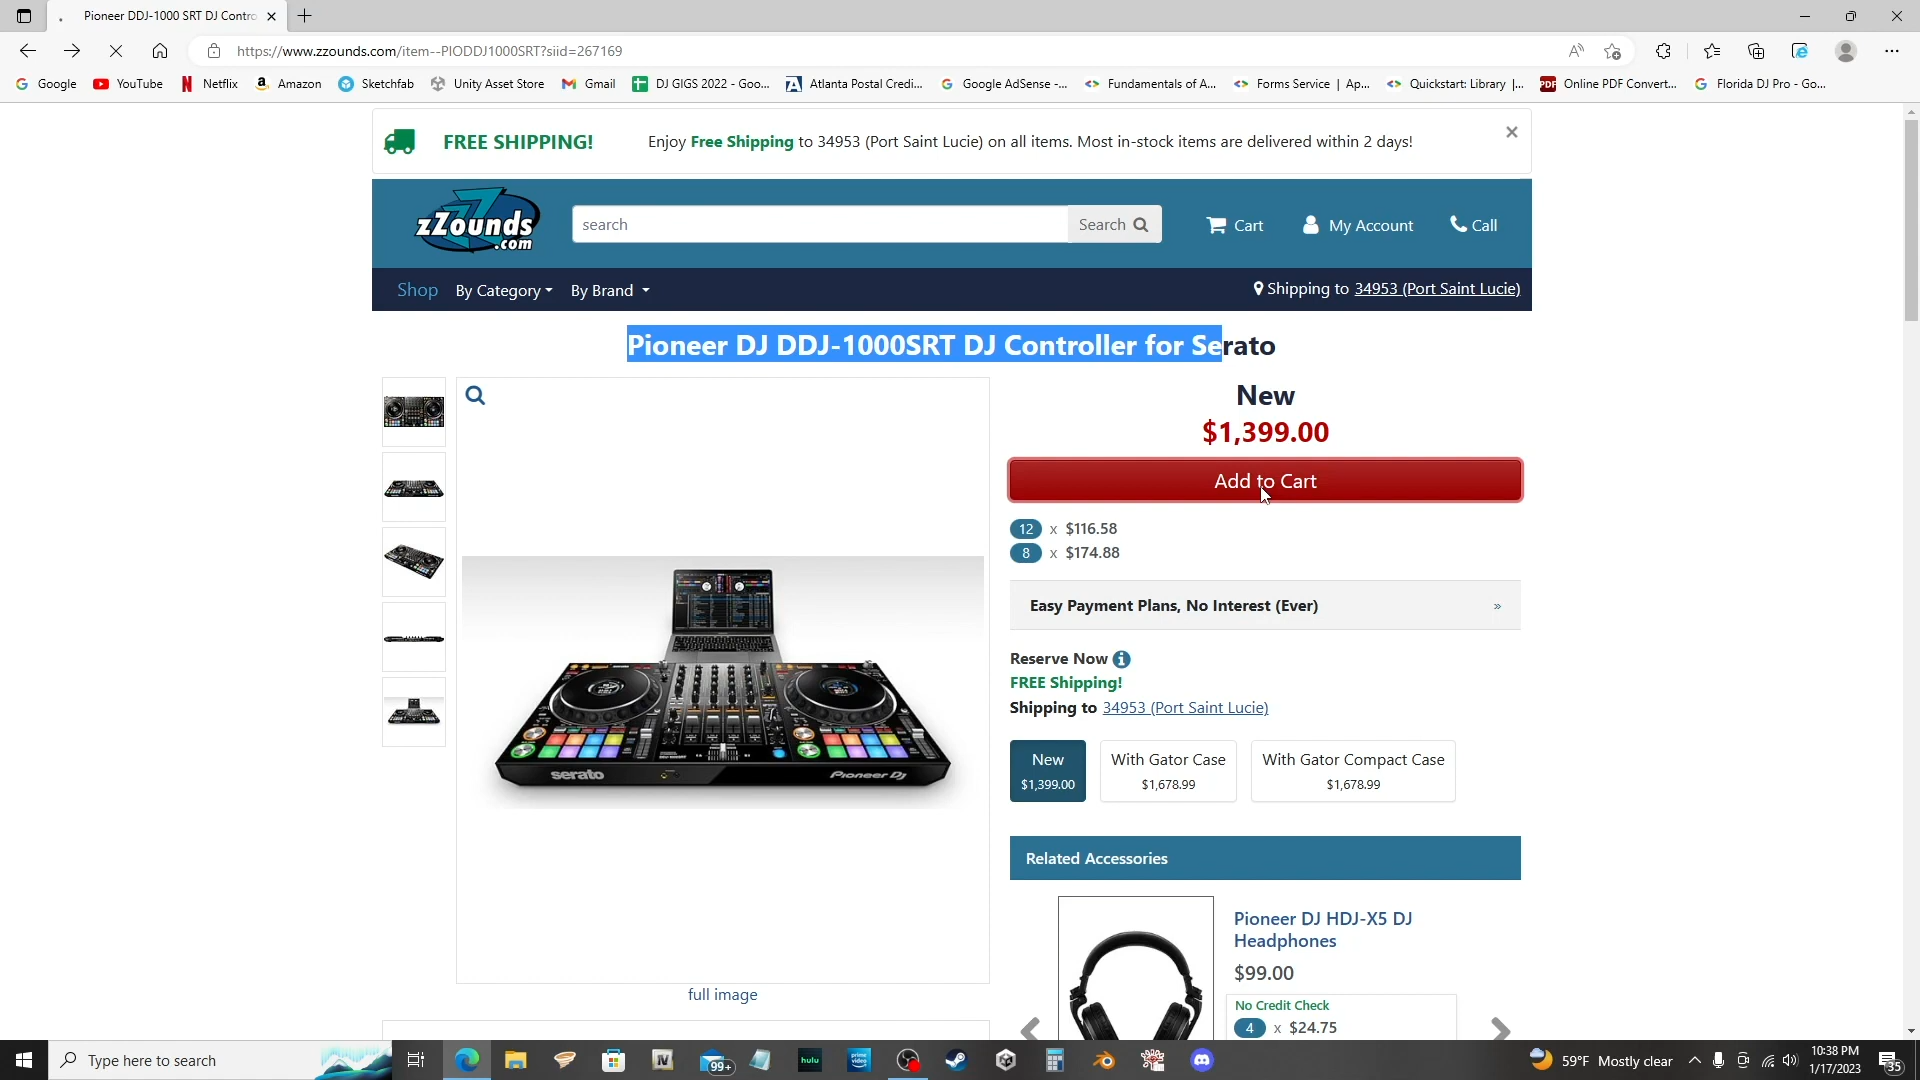 Pioneer DDJ-1000 SRT DJ Contro
https://www.zzounds.com/item--PIODDJ1000SRT?siid=267169
Google YouTube Netflix Amazon Sketchfab Unity Asset Store Gmail DJ GIGS 2022 - Goo... Atlanta Postal Credi... Google AdSense -... Fundamentals of A... Forms Service | Ap... Quickstart: Library |... Online PDF Convert... Florida DJ Pro - Go...
FREE SHIPPING! Enjoy Free Shipping to 34953 (Port Saint Lucie) on all items. Most in-stock items are delivered within 2 days!
zZounds.com
search
Search
Cart
My Account
Call
Shop By Category By Brand
Shipping to 34953 (Port Saint Lucie)
Pioneer DJ DDJ-1000SRT DJ Controller for Serato
New
$1,399.00
Add to Cart
12 x $116.58
8 x $174.88
Easy Payment Plans, No Interest (Ever) »
Reserve Now
FREE Shipping!
Shipping to 34953 (Port Saint Lucie)
New
$1,399.00
With Gator Case
$1,678.99
With Gator Compact Case
$1,678.99
serato
Pioneer DJ
full image
Related Accessories
Pioneer DJ HDJ-X5 DJ
Headphones
$99.00
No Credit Check
4 x $24.75
Type here to search
99+
hulu
prime video
59°F Mostly clear
10:38 PM
1/17/2023
35